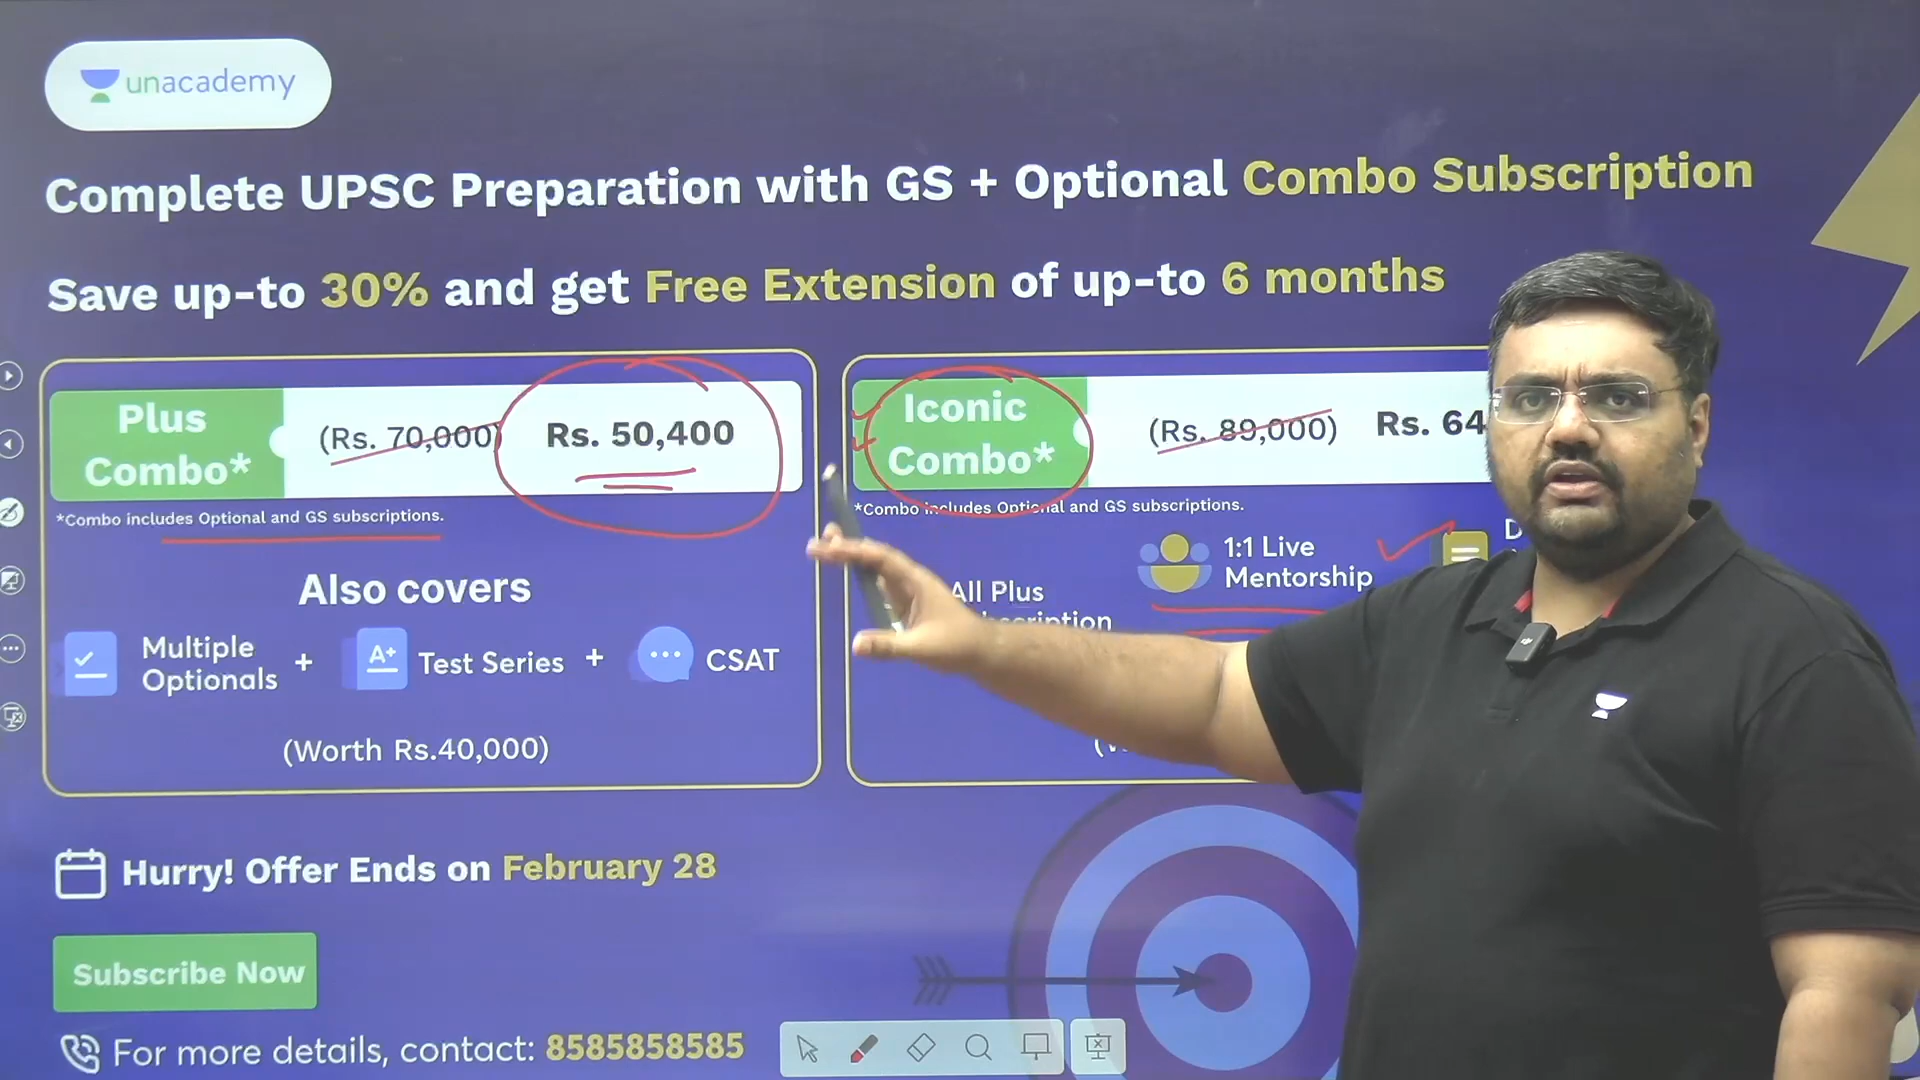 unacademy
Complete UPSC Preparation with GS + Optional Combo Subscription
Save up-to 30% and get Free Extension of up-to 6 months
Plus
Combo*
(Rs. 70,000)
Rs. 50,400
*Combo includes Optional and GS subscriptions.
Also covers
Multiple
Optionals
+
A+
Test Series
+
CSAT
(Worth Rs.40,000)
Iconic
Combo*
(Rs. 89,000)
Rs. 64
*Combo includes Optional and GS subscriptions.
All Plus
1:1 Live
Mentorship
Hurry! Offer Ends on February 28
Subscribe Now
For more details, contact: 8585858585